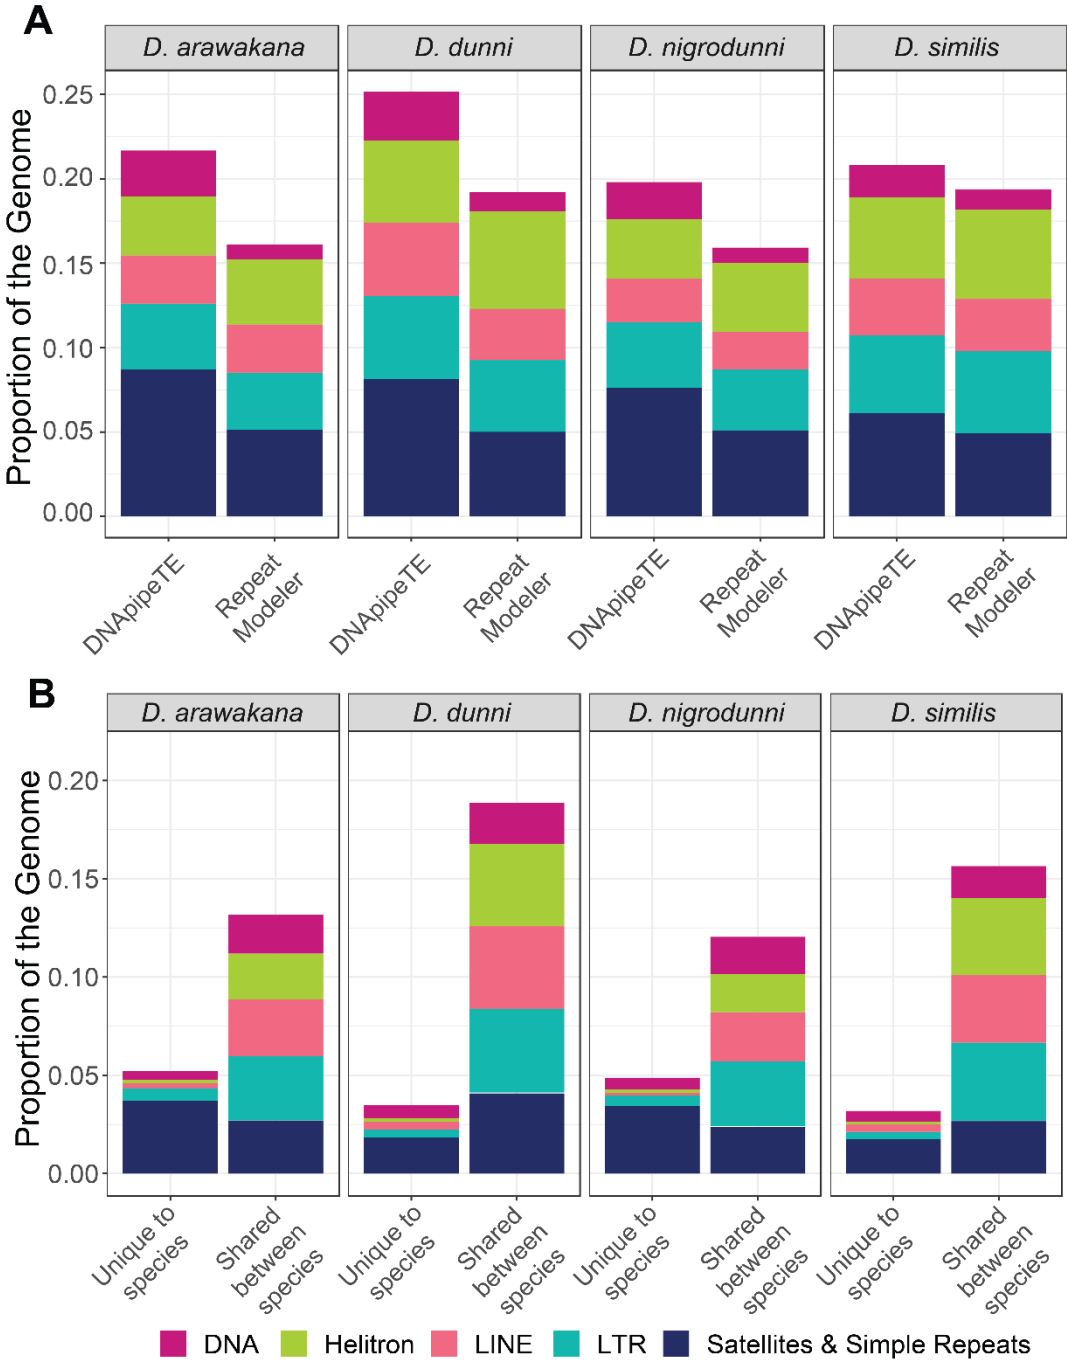 A
D. arawakana
D. dunni
D. nigrodunni
D. similis
Proportion of the Genome
0.25
0.20
0.15
0.10
0.05
0.00
DNApipeTE
Repeat
Modeler
DNApipeTE
Repeat
Modeler
DNApipeTE
Repeat
Modeler
DNApipeTE
Repeat
Modeler
B
D. arawakana
D. dunni
D. nigrodunni
D. similis
Proportion of the Genome
0.20
0.15
0.10
0.05
0.00
Unique to
species
Shared
between
species
Unique to
species
Shared
between
species
Unique to
species
Shared
between
species
Unique to
species
Shared
between
species
DNA
Helitron
LINE
LTR
Satellites & Simple Repeats